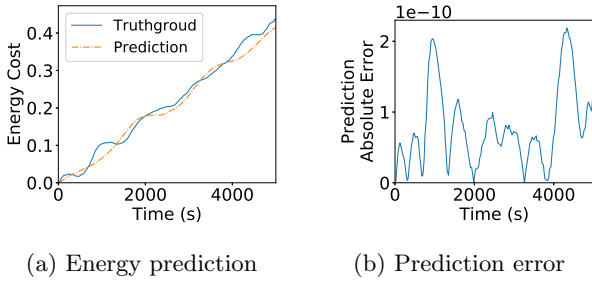 Truthgroud
Prediction
Energy Cost
0.4
0.3
0.2
0.1
0.0
0
2000
4000
Time (s)
(a) Energy prediction
1e−10
Prediction
Absolute Error
2
1
0
0
2000
4000
Time (s)
(b) Prediction error